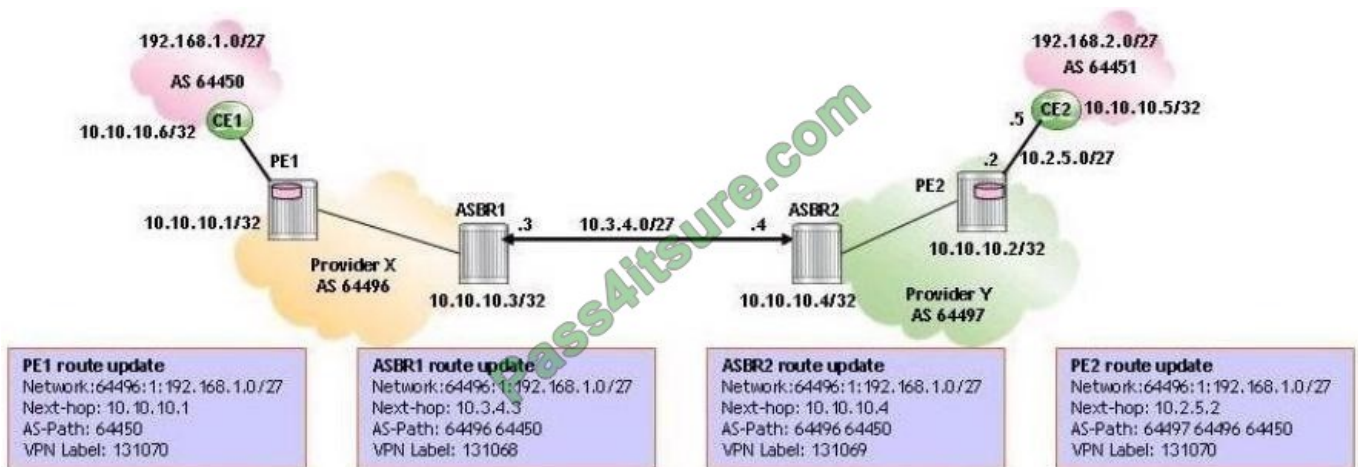 192.168.1.0/27
AS 64450
CE1
10.10.10.6/32
PE1
10.10.10.1/32
Provider X
AS 64496
ASBR1
.3
10.10.10.3/32
10.3.4.0/27
.4
ASBR2
10.10.10.4/32
192.168.2.0/27
AS 64451
CE2
10.10.10.5/32
.5
.2
10.2.5.0/27
PE2
10.10.10.2/32
Provider Y
AS 64497
Pass4itsure.com
PE1 route update
Network:64496:1:192.168.1.0/27
Next-hop: 10.10.10.1
AS-Path: 64450
VPN Label: 131070
ASBR1 route update
Network:64496:1:192.168.1.0/27
Next-hop: 10.3.4.3
AS-Path: 64496 64450
VPN Label: 131068
ASBR2 route update
Network:64496:1:192.168.1.0/27
Next-hop: 10.10.10.4
AS-Path: 64496 64450
VPN Label: 131069
PE2 route update
Network:64496:1:192.168.1.0/27
Next-hop: 10.2.5.2
AS-Path: 64497 64496 64450
VPN Label: 131070